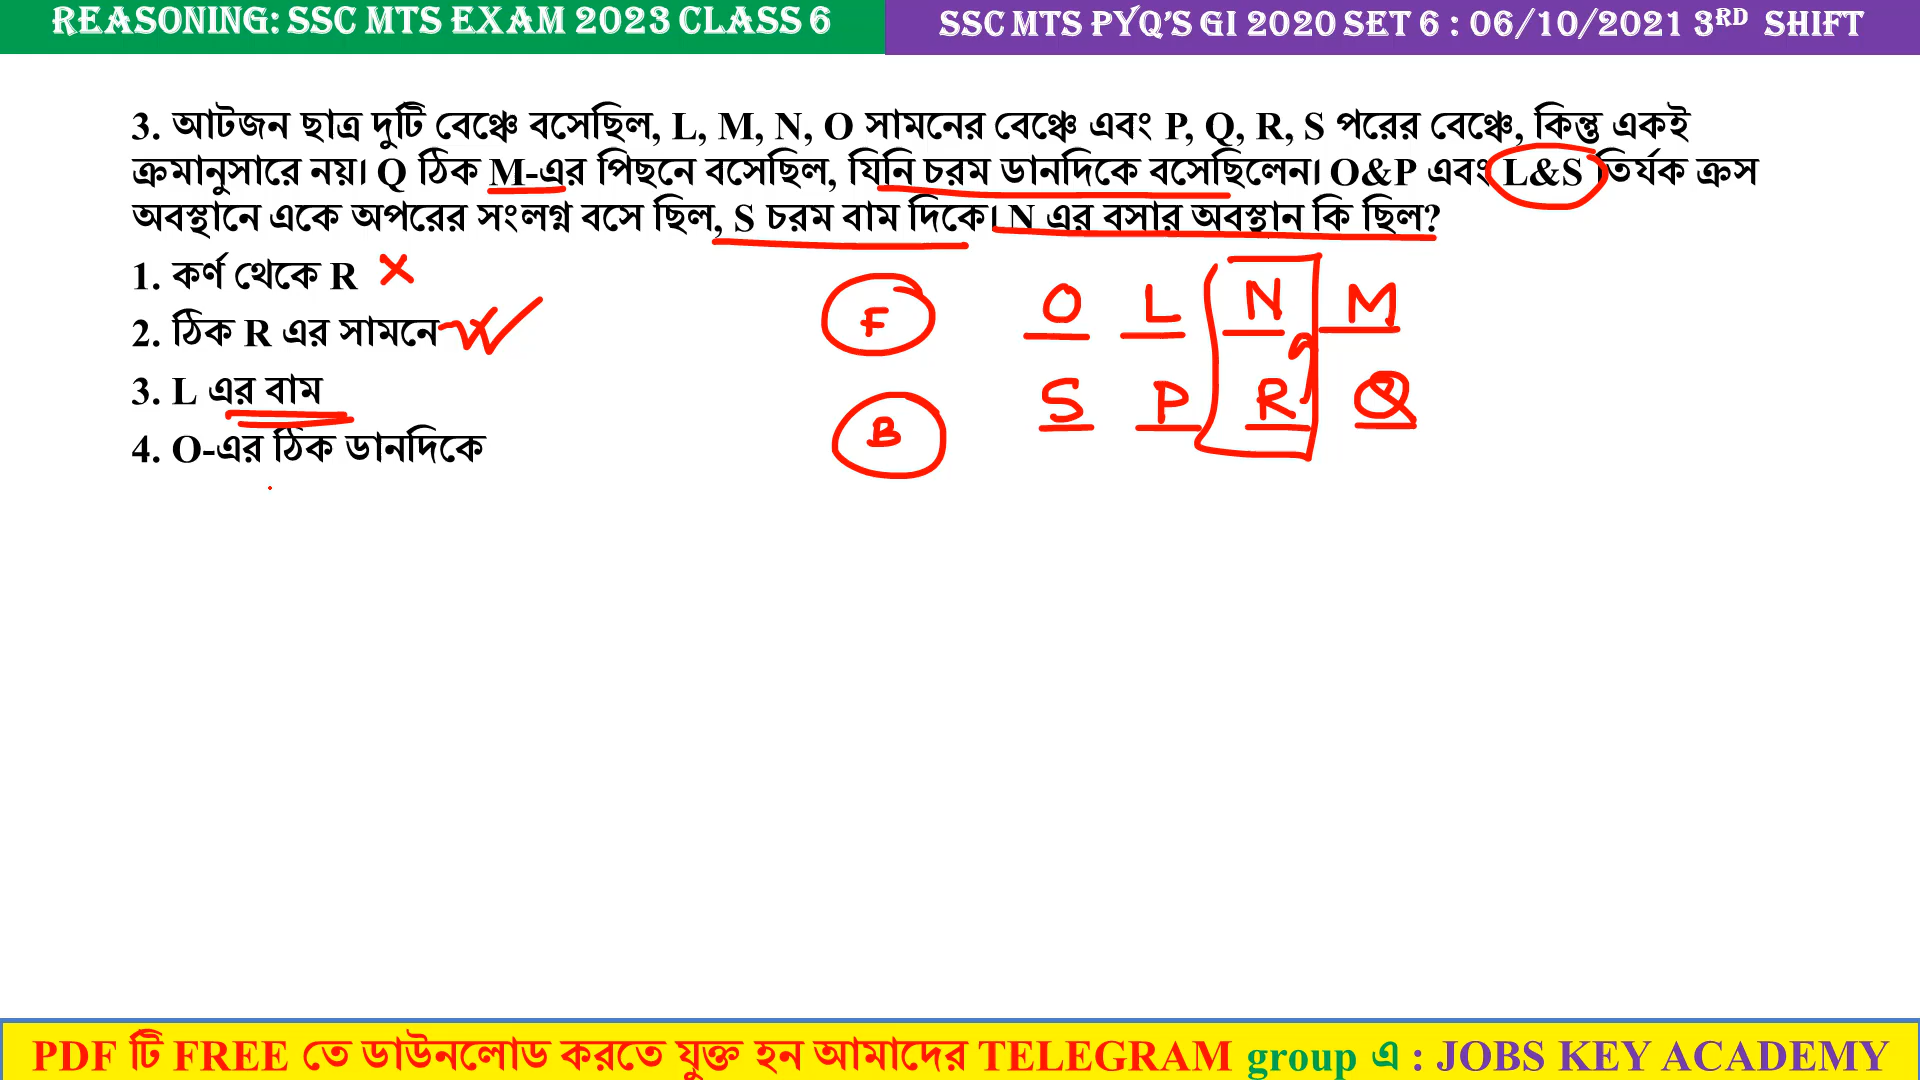 REASONING: SSC MTS EXAM 2023 CLASS 6
SSC MTS PYQ’S GI 2020 SET 6 : 06/10/2021 3RD SHIFT
3. আটজন ছাত্র দুটি বেঞ্চে বসেছিল, L, M, N, O সামনের বেঞ্চে এবং P, Q, R, S পরের বেঞ্চে, কিন্তু একই
ক্রমানুসারে নয়। Q ঠিক M-এর পিছনে বসেছিল, যিনি চরম ডানদিকে বসেছিলেন। O&P এবং L&S তির্যক ক্রস
অবস্থানে একে অপরের সংলগ্ন বসে ছিল, S চরম বাম দিকে। N এর বসার অবস্থান কি ছিল?
1. কর্ণ থেকে R
2. ঠিক R এর সামনে
3. L এর বাম
4. O-এর ঠিক ডানদিকে
F O L N M
B S P R Q
PDF টি FREE তে ডাউনলোড করতে যুক্ত হন আমাদের TELEGRAM group এ : JOBS KEY ACADEMY